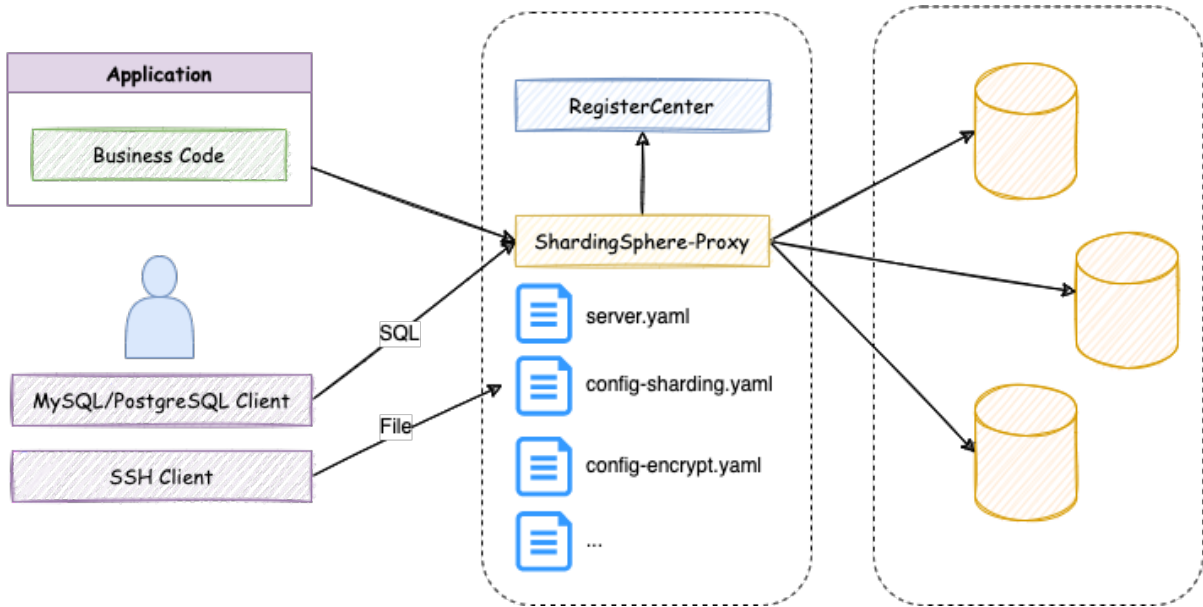 Application
Business Code
MySQL/PostgreSQL Client
SSH Client
SQL
File
RegisterCenter
ShardingSphere-Proxy
server.yaml
config-sharding.yaml
config-encrypt.yaml
...